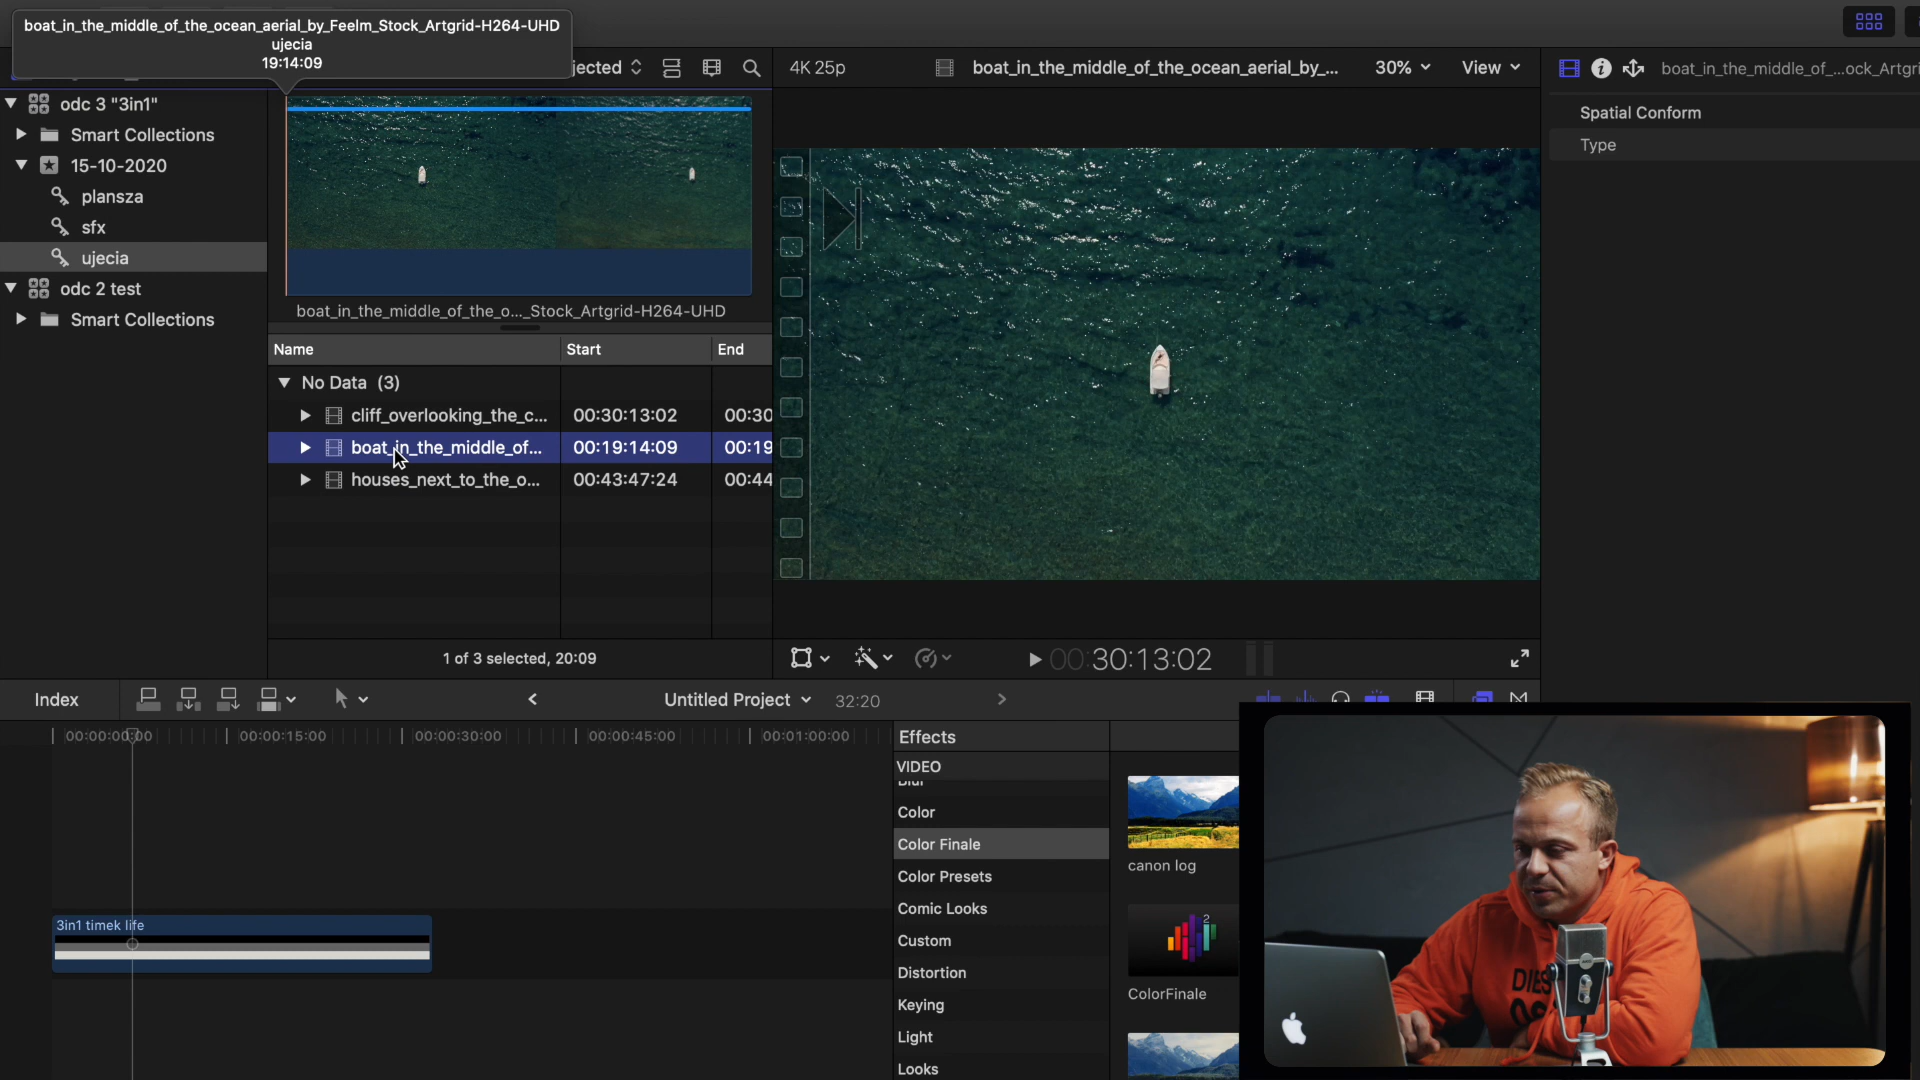 boat_in_the_middle_of_the_ocean_aerial_by_Feelm_Stock_Artgrid-H264-UHD
ujecia
19:14:09
jected
4K 25p
boat_in_the_middle_of_the_ocean_aerial_by_...
30%
View
boat_in_the_middle_of_...ock_Artgri
odc 3 "3in1"
Smart Collections
15-10-2020
plansza
sfx
ujecia
odc 2 test
Smart Collections
Spatial Conform
Type
boat_in_the_middle_of_the_o..._Stock_Artgrid-H264-UHD
Name Start End
No Data (3)
cliff_overlooking_the_c... 00:30:13:02 00:30
boat_in_the_middle_of... 00:19:14:09 00:19
houses_next_to_the_o... 00:43:47:24 00:44
1 of 3 selected, 20:09
00:30:13:02
Index
Untitled Project
32:20
00:00:00:00 00:00:15:00 00:00:30:00 00:00:45:00 00:01:00:00
Effects
VIDEO
Blur
Color
Color Finale
Color Presets
Comic Looks
Custom
Distortion
Keying
Light
Looks
canon log
2
ColorFinale
3in1 timek life
DIES